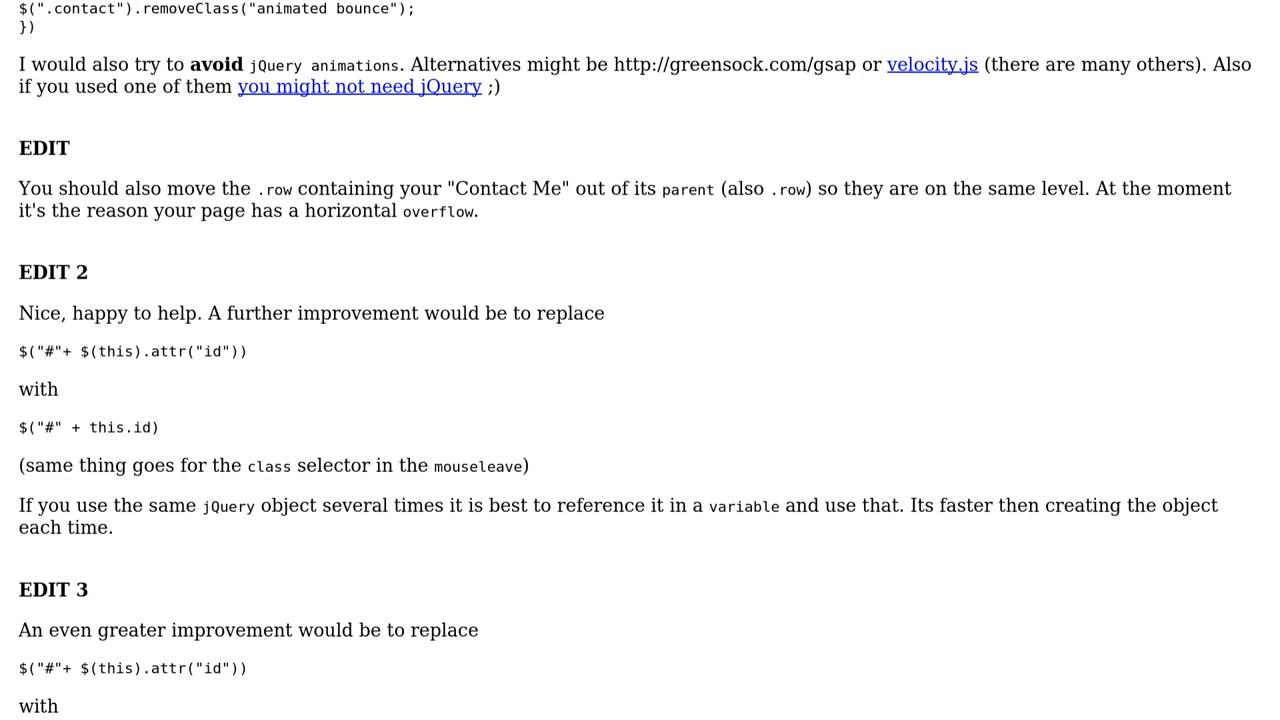 $(".contact").removeClass("animated bounce");
})
I would also try to avoid jQuery animations. Alternatives might be http://greensock.com/gsap or velocity.js (there are many others). Also
if you used one of them you might not need jQuery ;)
EDIT
You should also move the .row containing your "Contact Me" out of its parent (also .row) so they are on the same level. At the moment
it's the reason your page has a horizontal overflow.
EDIT 2
Nice, happy to help. A further improvement would be to replace
$("#"+ $(this).attr("id"))
with
$("#" + this.id)
(same thing goes for the class selector in the mouseleave)
If you use the same jQuery object several times it is best to reference it in a variable and use that. Its faster then creating the object
each time.
EDIT 3
An even greater improvement would be to replace
$("#"+ $(this).attr("id"))
with